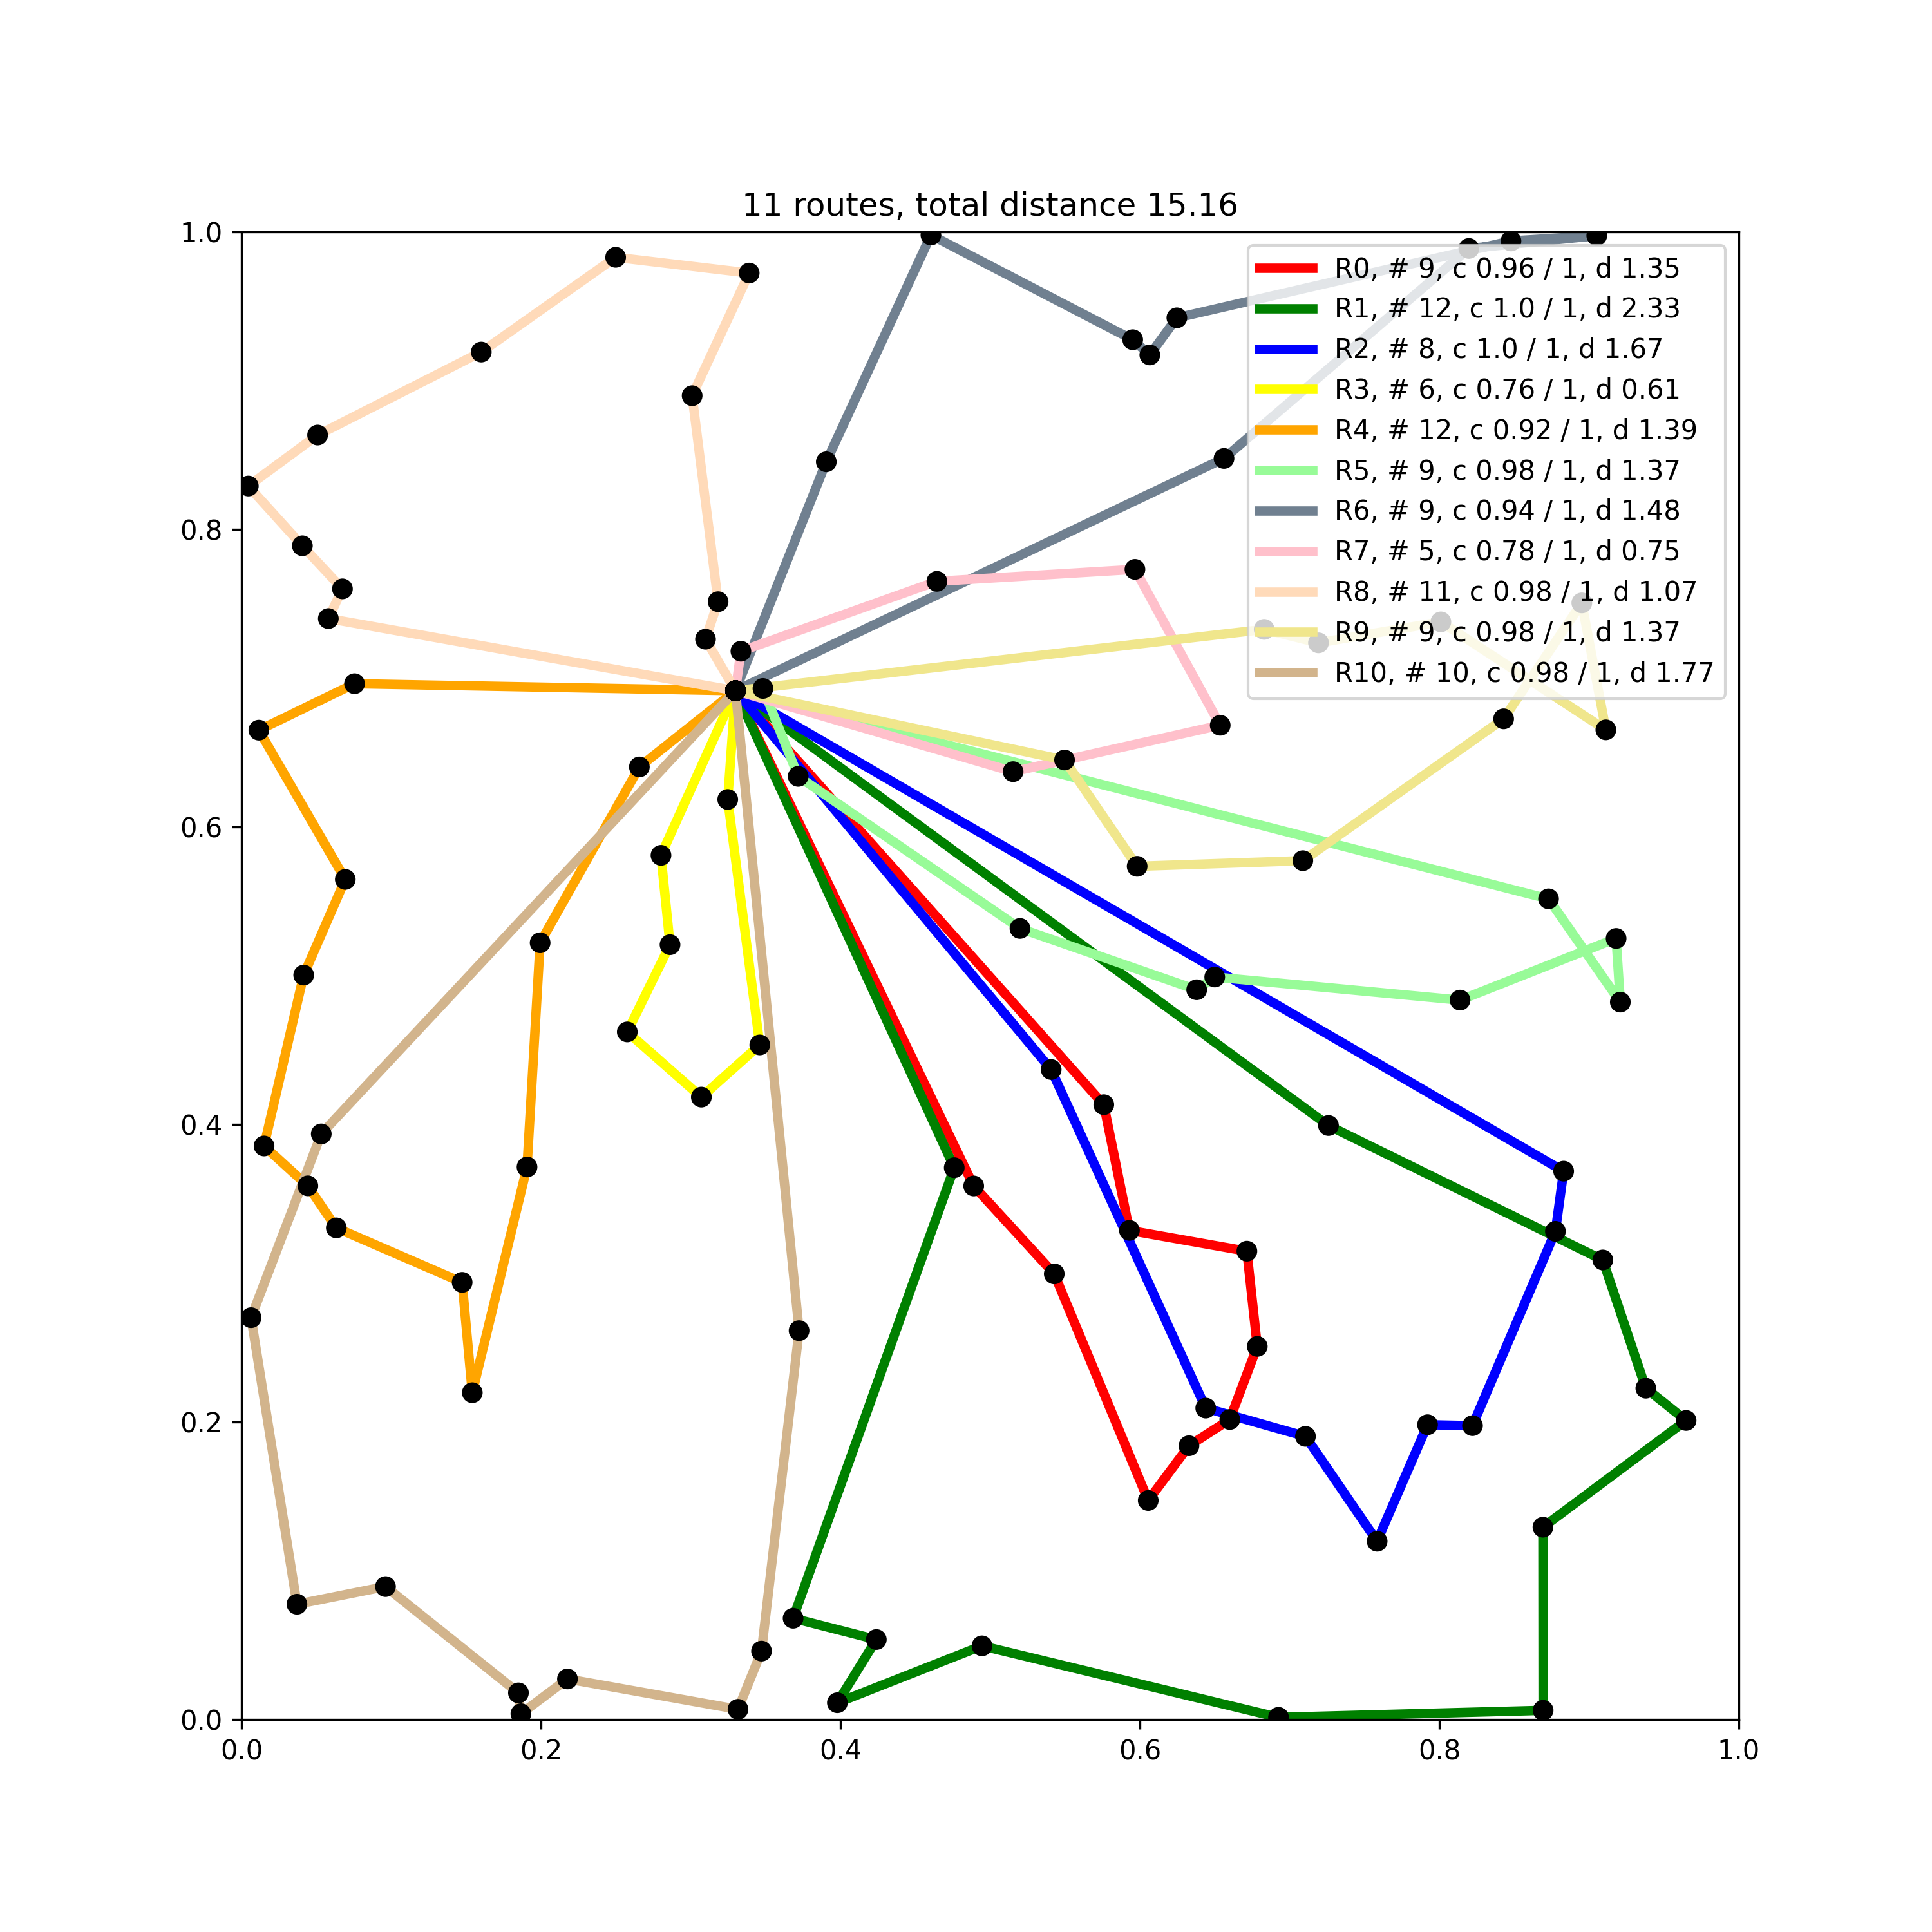 11 routes, total distance 15.16
1.0
0.8
0.6
0.4
0.2
0.0
0.0 0.2 0.4 0.6 0.8 1.0
R0, # 9, c 0.96 / 1, d 1.35
R1, # 12, c 1.0 / 1, d 2.33
R2, # 8, c 1.0 / 1, d 1.67
R3, # 6, c 0.76 / 1, d 0.61
R4, # 12, c 0.92 / 1, d 1.39
R5, # 9, c 0.98 / 1, d 1.37
R6, # 9, c 0.94 / 1, d 1.48
R7, # 5, c 0.78 / 1, d 0.75
R8, # 11, c 0.98 / 1, d 1.07
R9, # 9, c 0.98 / 1, d 1.37
R10, # 10, c 0.98 / 1, d 1.77